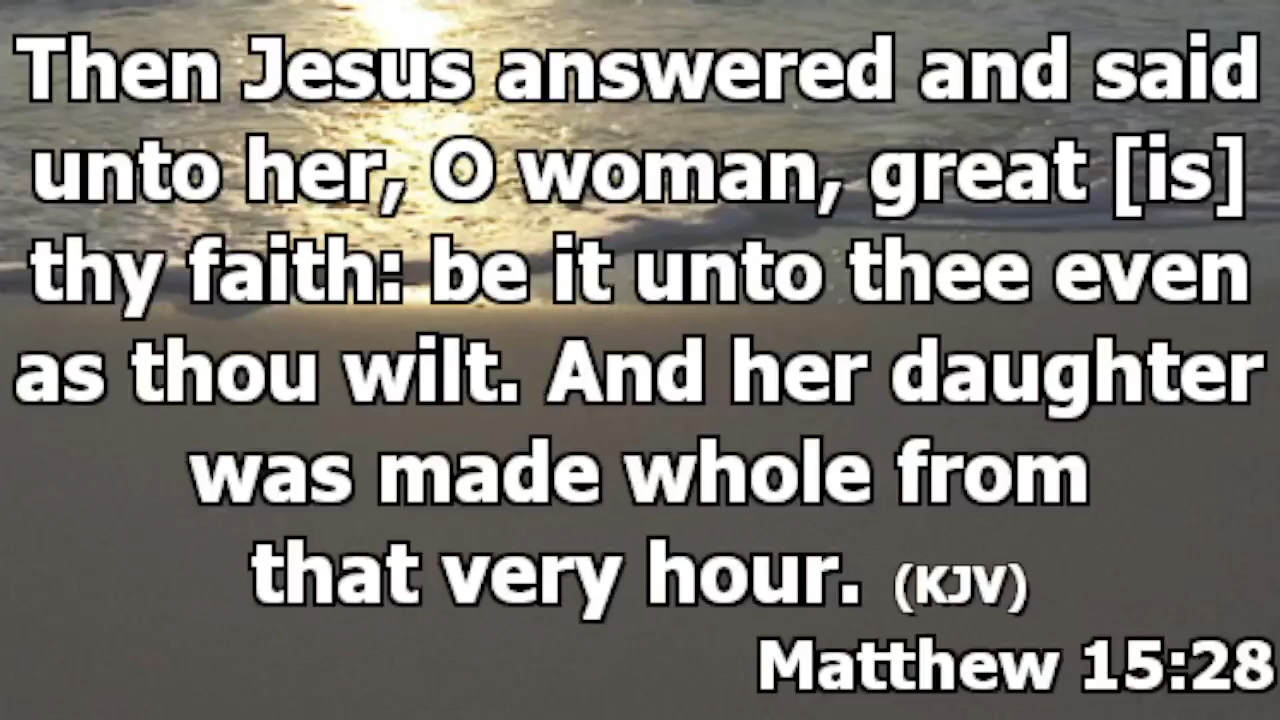 Then Jesus answered and said
unto her, O woman, great [is]
thy faith: be it unto thee even
as thou wilt. And her daughter
was made whole from
that very hour. (KJV)
Matthew 15:28